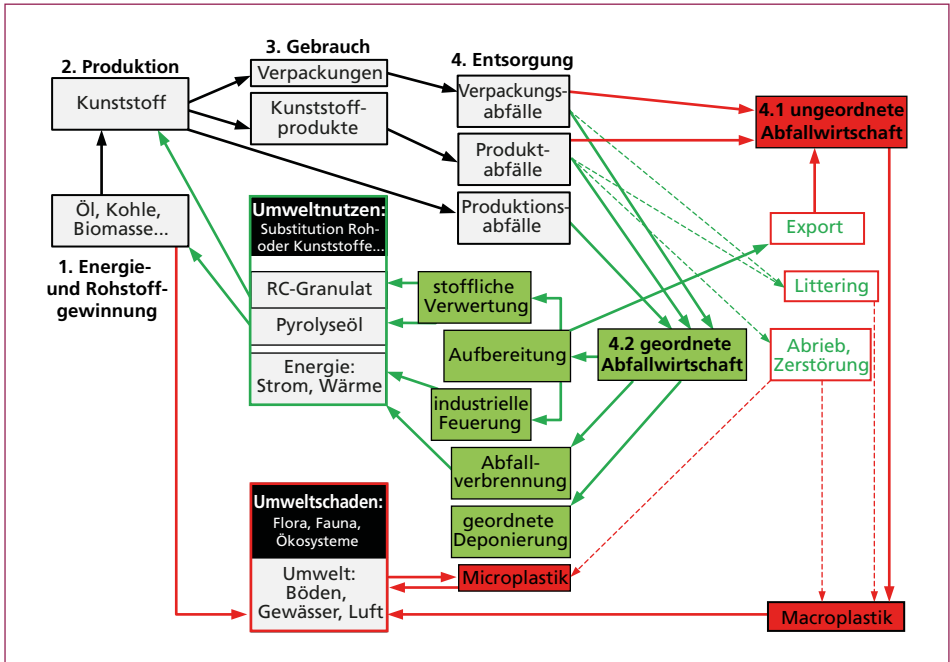 3. Gebrauch
2. Produktion
Verpackungen
4. Entsorgung
Kunststoff
Verpackungs-
abfälle
4.1 ungeordnete
Abfallwirtschaft
Kunststoff-
produkte
Produkt-
abfälle
Öl, Kohle,
Biomasse...
Umweltnutzen:
Substitution Roh-
oder Kunststoffe...
Produktions-
abfälle
Export
1. Energie-
und Rohstoff-
gewinnung
RC-Granulat
stoffliche
Verwertung
Littering
Pyrolyseöl
Aufbereitung
4.2 geordnete
Abfallwirtschaft
Abrieb,
Zerstörung
Energie:
Strom, Wärme
industrielle
Feuerung
Abfall-
verbrennung
Umweltschaden:
Flora, Fauna,
Ökosysteme
geordnete
Deponierung
Umwelt:
Böden,
Gewässer, Luft
Microplastik
Macroplastik